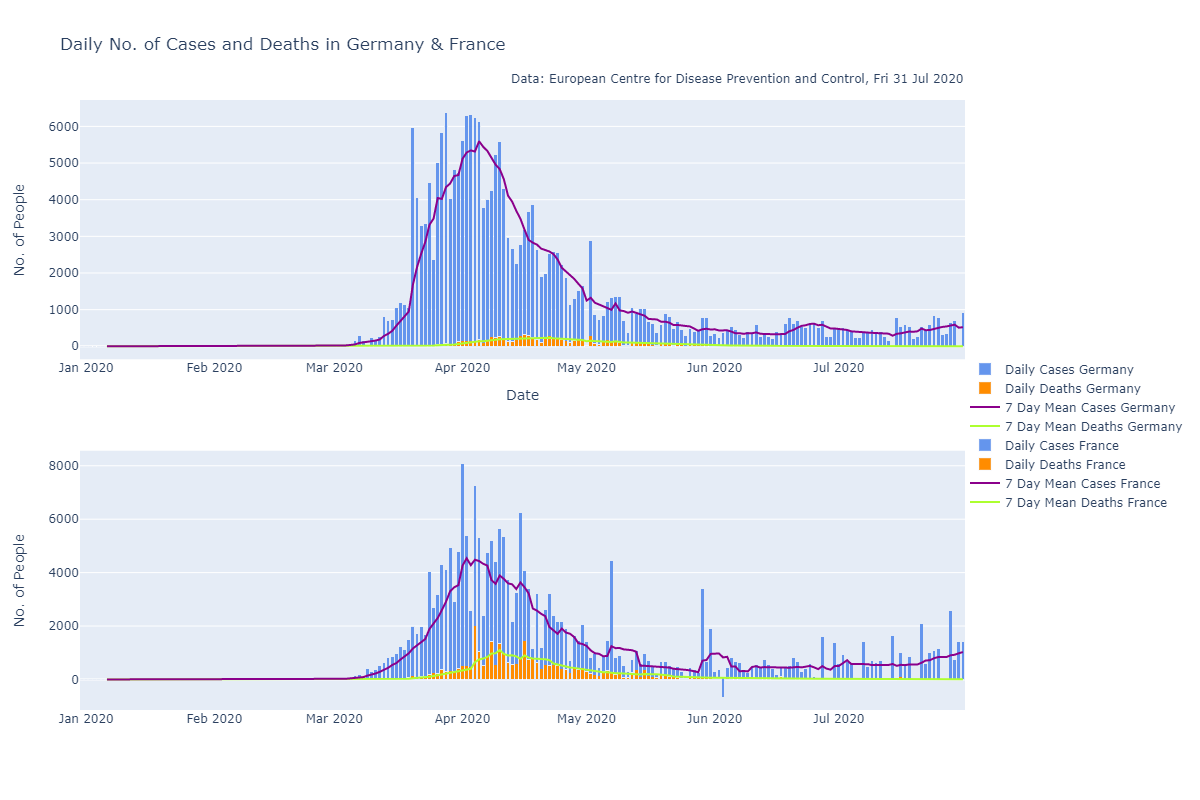 Daily No. of Cases and Deaths in Germany & France
Data: European Centre for Disease Prevention and Control, Fri 31 Jul 2020
No. of People
6000
5000
4000
3000
2000
1000
0
Jan 2020 Feb 2020 Mar 2020 Apr 2020 May 2020 Jun 2020 Jul 2020
Date
Daily Cases Germany
Daily Deaths Germany
7 Day Mean Cases Germany
7 Day Mean Deaths Germany
Daily Cases France
Daily Deaths France
7 Day Mean Cases France
7 Day Mean Deaths France
No. of People
8000
6000
4000
2000
0
Jan 2020 Feb 2020 Mar 2020 Apr 2020 May 2020 Jun 2020 Jul 2020